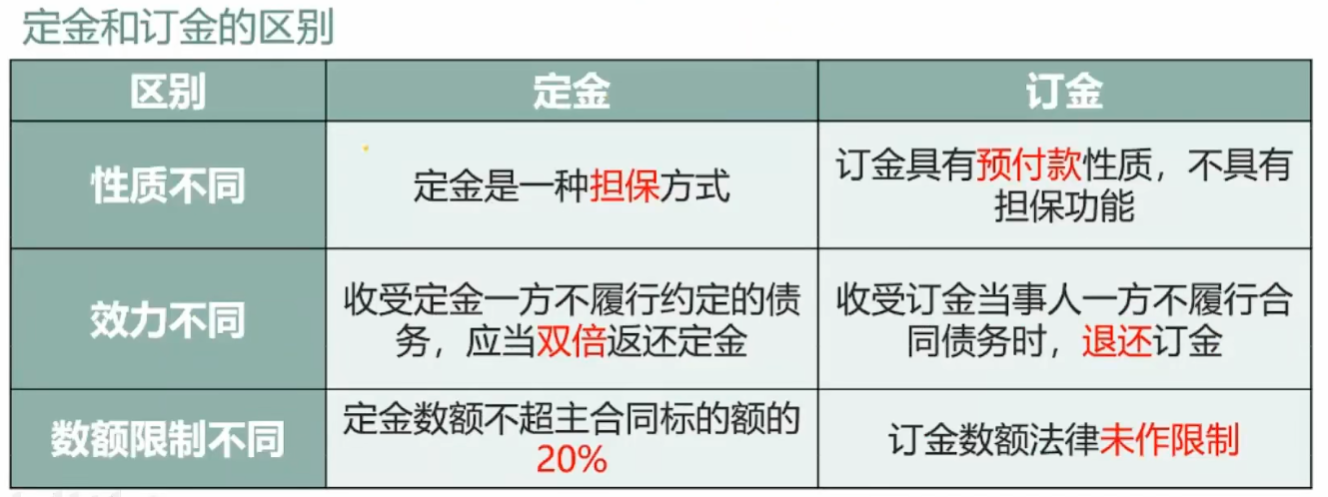 定金和订金的区别
区别
定金
订金
性质不同
定金是一种担保方式
订金具有预付款性质，不具有
担保功能
效力不同
收受定金一方不履行约定的债
务，应当双倍返还定金
收受订金当事人一方不履行合
同债务时，退还订金
数额限制不同
定金数额不超主合同标的额的
20%
订金数额法律未作限制